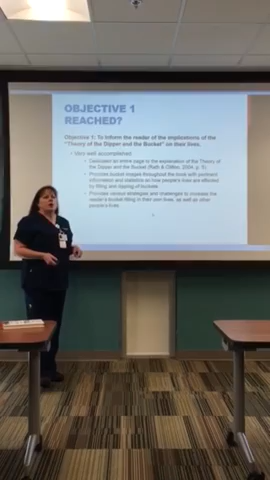 OBJECTIVE 1
REACHED?
Objective 1: To inform the reader of the implications of the
"Theory of the Dipper and the Bucket" on their lives.
Very well accomplished
Dedicated an entire page to the explanation of the Theory of
the Dipper and the Bucket (Rath & Clifton, 2004, p. 5)
Provides bucket images throughout the book with pertinent
information and statistics as to how people's lives are affected
by filling and dipping of buckets
Provides various strategies and challenges to increase the
reader's bucket filling in their own lives, as well as other
people's lives.